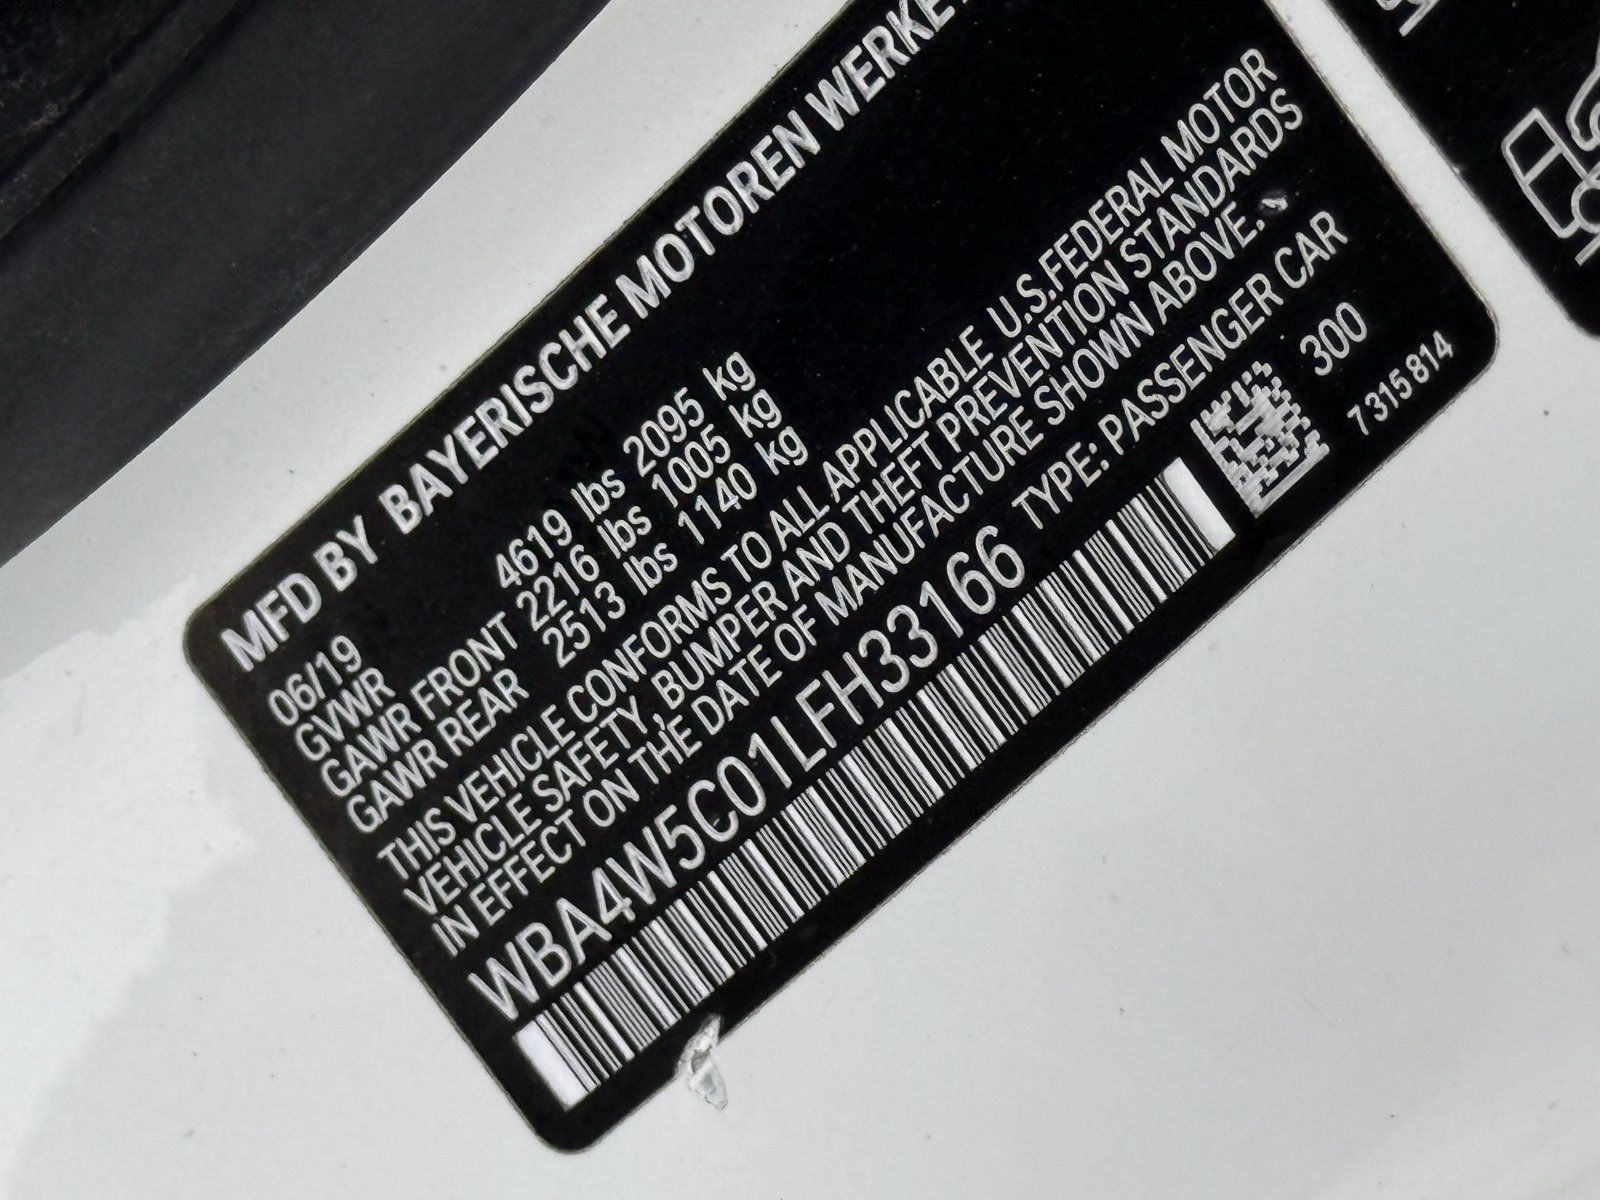 MFD BY BAYERISCHE MOTOREN WERKE
06/19
GVWR 4619 lbs 2095 kg
GAWR FRONT 2216 lbs 1005 kg
GAWR REAR 2513 lbs 1140 kg
THIS VEHICLE CONFORMS TO ALL APPLICABLE U.S.FEDERAL MOTOR
VEHICLE SAFETY, BUMPER AND THEFT PREVENTION STANDARDS
IN EFFECT ON THE DATE OF MANUFACTURE SHOWN ABOVE.
WBA4W5C01LFH33166 TYPE: PASSENGER CAR
300
7315814